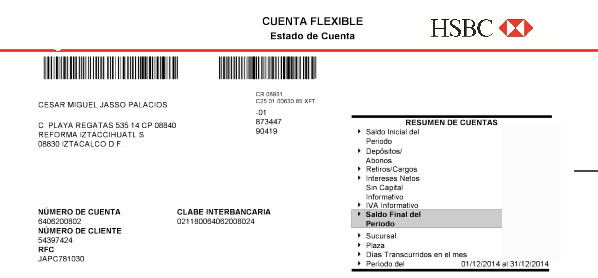 CUENTA FLEXIBLE
Estado de Cuenta
HSBC
CR 08931
C25 01 00630 85 XFT
CESAR MIGUEL JASSO PALACIOS
-01
873447
90419
C. PLAYA REGATAS 535 14 CP 08840
REFORMA IZTACCIHUATL S
08830 IZTACALCO D.F.
RESUMEN DE CUENTAS
Saldo Inicial del
Periodo
Depósitos/
Abonos
Retiros/Cargos
Intereses Netos
Sin Capital
Informativo
IVA Informativo
Saldo Final del
Periodo
Sucursal
Plaza
Días Transcurridos en el mes
Periodo del 01/12/2014 al 31/12/2014
NÚMERO DE CUENTA CLABE INTERBANCARIA
6406200802 021180064062008024
NÚMERO DE CLIENTE
54397424
RFC
JAPC781030